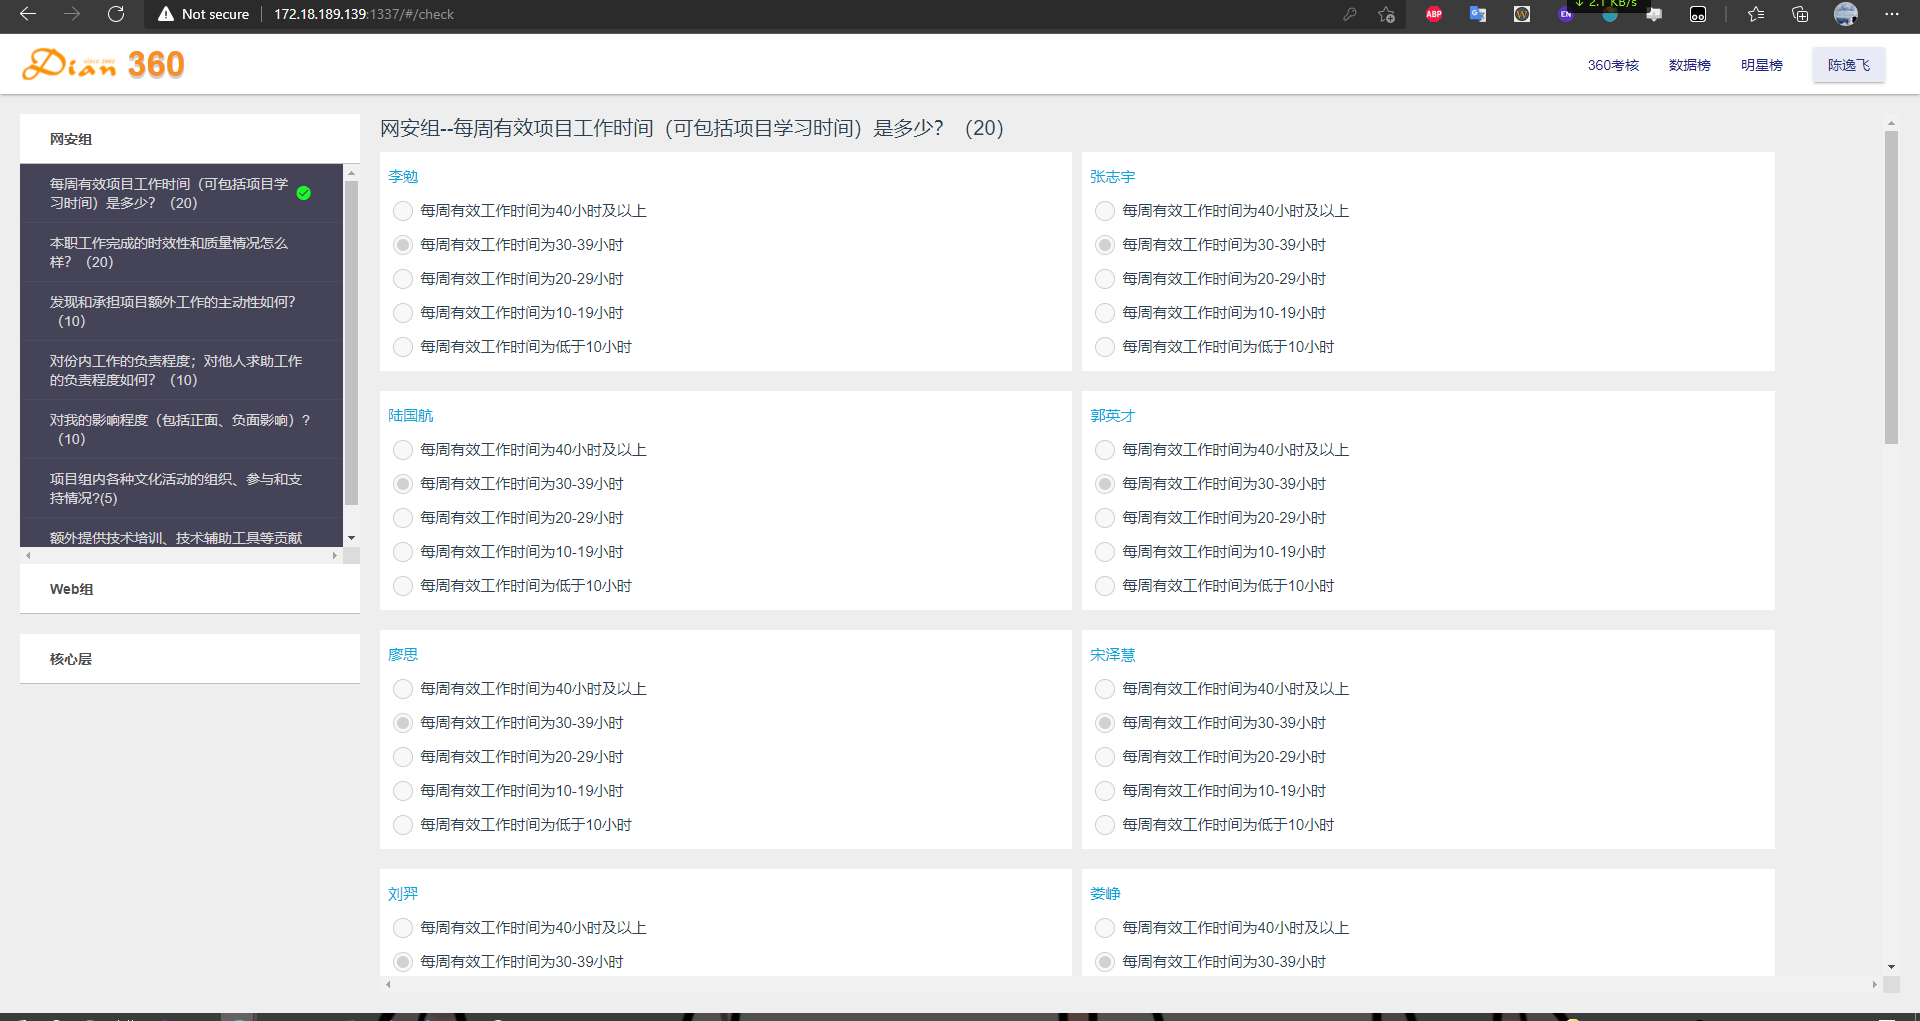 Not secure
172.18.189.139:1337/#/check
ABP
EN
↓ 2.1 KB/s
Dian since 2002 360
360考核
数据榜
明星榜
陈逸飞
网安组
每周有效项目工作时间（可包括项目学
习时间）是多少？（20）
本职工作完成的时效性和质量情况怎么
样？（20）
发现和承担项目额外工作的主动性如何?
（10）
对份内工作的负责程度；对他人求助工作
的负责程度如何？（10）
对我的影响程度（包括正面、负面影响）?
（10）
项目组内各种文化活动的组织、参与和支
持情况?(5)
额外提供技术培训、技术辅助工具等贡献
Web组
核心层
网安组--每周有效项目工作时间（可包括项目学习时间）是多少？（20）
李勉
每周有效工作时间为40小时及以上
每周有效工作时间为30-39小时
每周有效工作时间为20-29小时
每周有效工作时间为10-19小时
每周有效工作时间为低于10小时
张志宇
每周有效工作时间为40小时及以上
每周有效工作时间为30-39小时
每周有效工作时间为20-29小时
每周有效工作时间为10-19小时
每周有效工作时间为低于10小时
陆国航
每周有效工作时间为40小时及以上
每周有效工作时间为30-39小时
每周有效工作时间为20-29小时
每周有效工作时间为10-19小时
每周有效工作时间为低于10小时
郭英才
每周有效工作时间为40小时及以上
每周有效工作时间为30-39小时
每周有效工作时间为20-29小时
每周有效工作时间为10-19小时
每周有效工作时间为低于10小时
廖思
每周有效工作时间为40小时及以上
每周有效工作时间为30-39小时
每周有效工作时间为20-29小时
每周有效工作时间为10-19小时
每周有效工作时间为低于10小时
宋泽慧
每周有效工作时间为40小时及以上
每周有效工作时间为30-39小时
每周有效工作时间为20-29小时
每周有效工作时间为10-19小时
每周有效工作时间为低于10小时
刘羿
每周有效工作时间为40小时及以上
每周有效工作时间为30-39小时
娄峥
每周有效工作时间为40小时及以上
每周有效工作时间为30-39小时